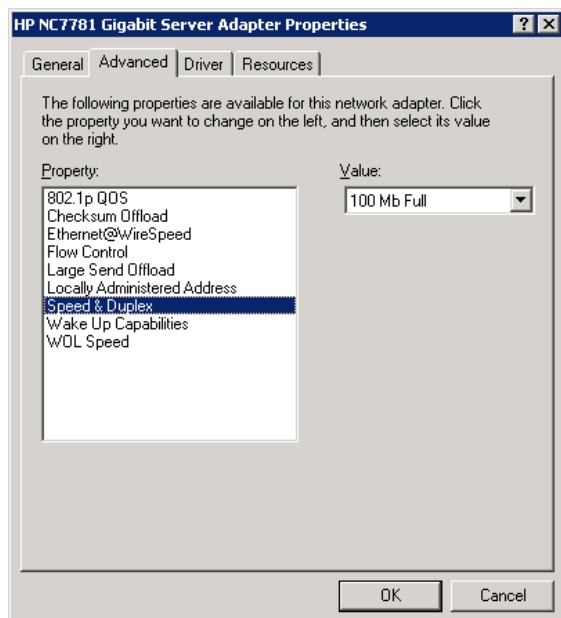 HP NC7781 Gigabit Server Adapter Properties
General Advanced Driver Resources
The following properties are available for this network adapter. Click
the property you want to change on the left, and then select its value
on the right.
Property:
Value:
802.1p QOS
Checksum Offload
Ethernet@WireSpeed
Flow Control
Large Send Offload
Locally Administered Address
Speed & Duplex
Wake Up Capabilities
WOL Speed
100 Mb Full
OK Cancel